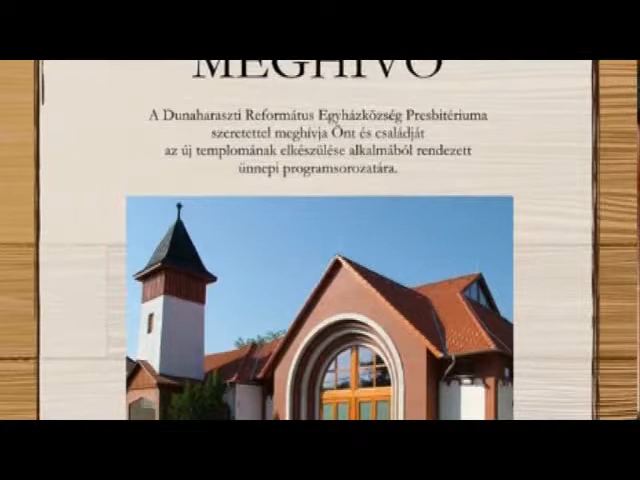 MEGHÍVÓ
A Dunaharaszti Református Egyházközség Presbitériuma
szeretettel meghívja Önt és családját
az új templomának elkészülése alkalmából rendezett
ünnepi programsorozatára.